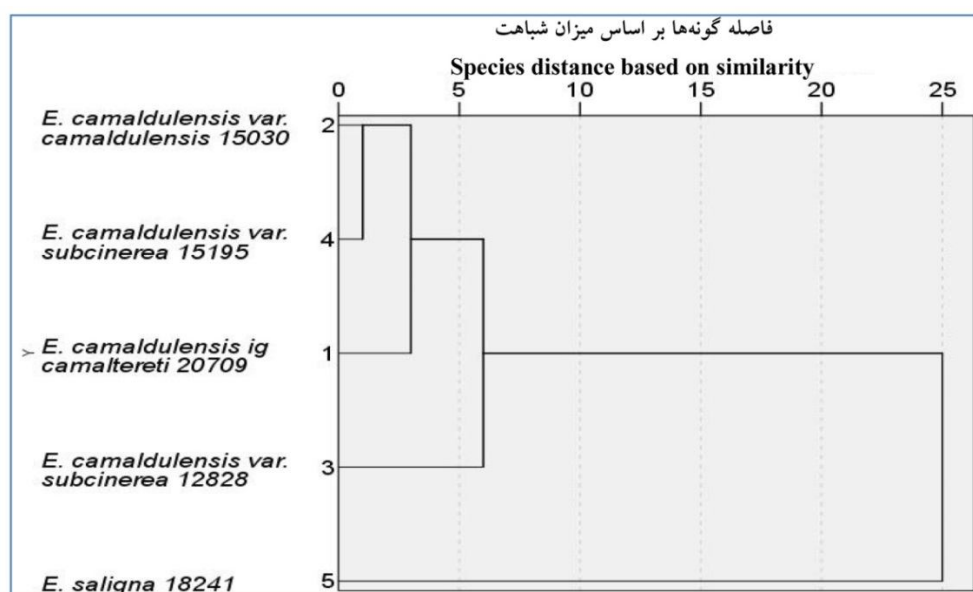 فاصله گونه‌ها بر اساس میزان شباهت
Species distance based on similarity
0 5 10 15 20 25
E. camaldulensis var.
camaldulensis 15030
2
E. camaldulensis var.
subcinerea 15195
4
Y
E. camaldulensis ig
camaltereti 20709
1
E. camaldulensis var.
subcinerea 12828
3
E. saligna 18241
5